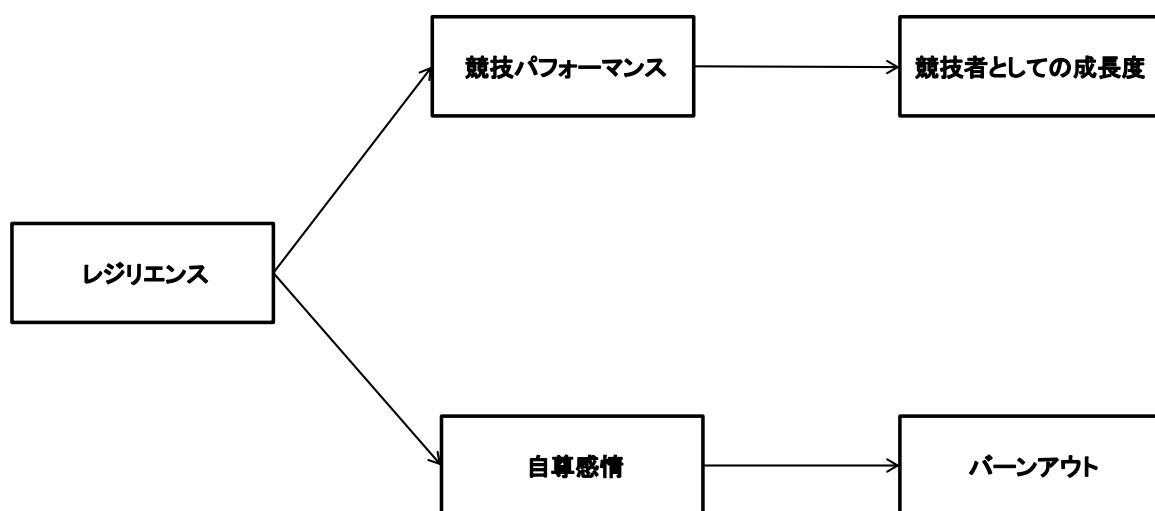 競技パフォーマンス
競技者としての成長度
レジリエンス
自尊感情
バーンアウト